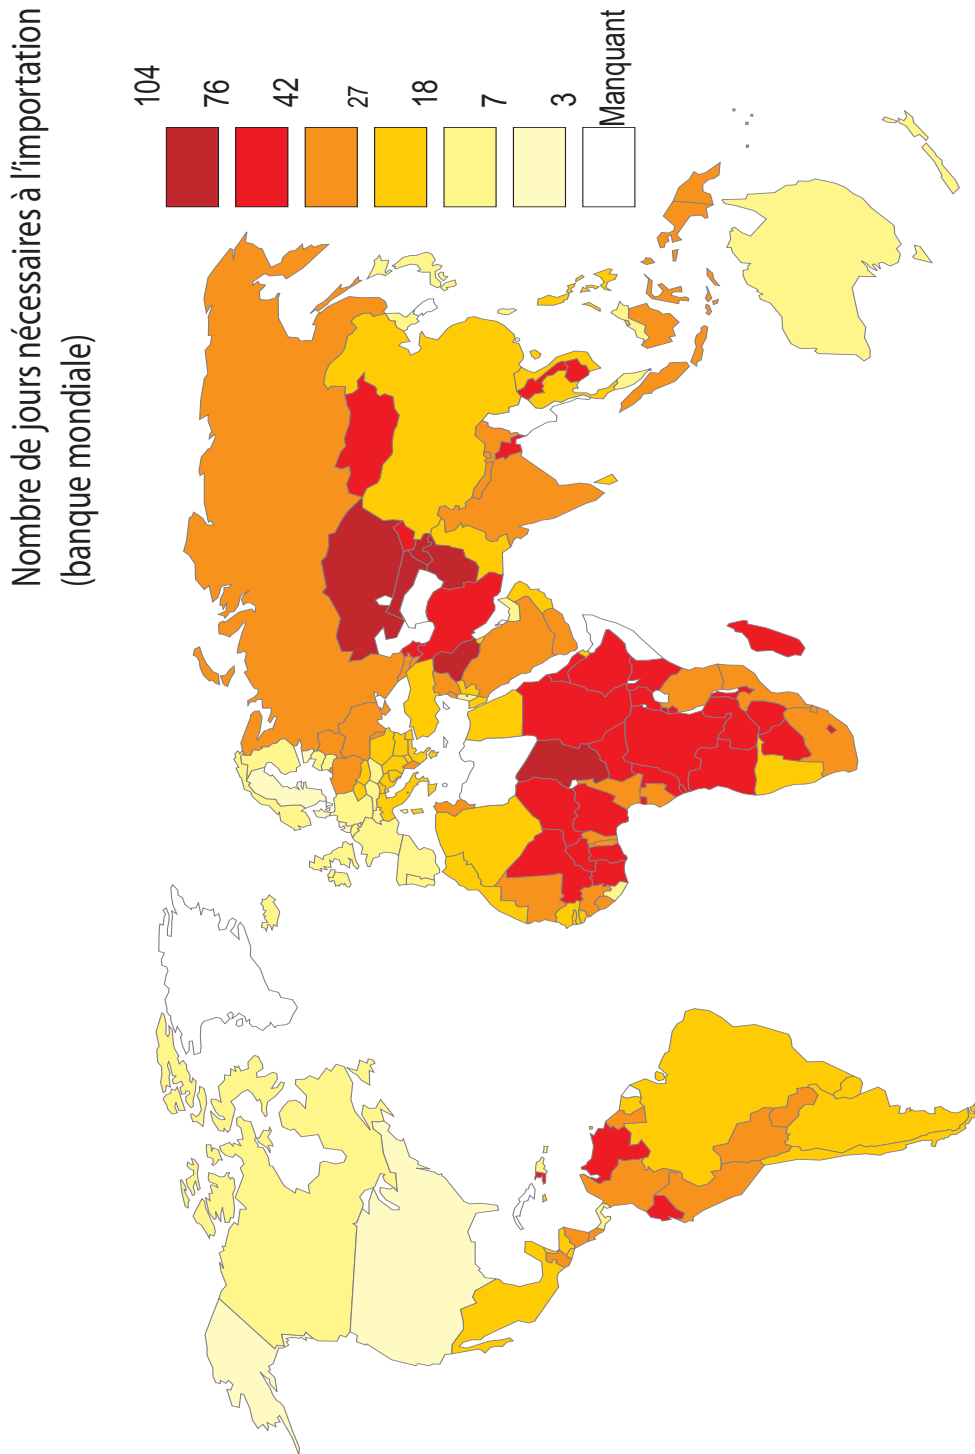 Nombre de jours nécessaires à l'importation
(banque mondiale)
104
76
42
27
18
7
3
Manquant